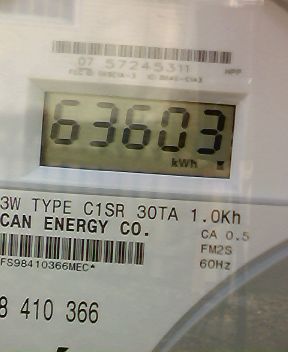 07 57245311
63603
kWh
3W TYPE C1SR 30TA 1.0Kh
CAN ENERGY CO.
CA 0.5
FM2S
60Hz
FS98410366MEC*
8 410 366